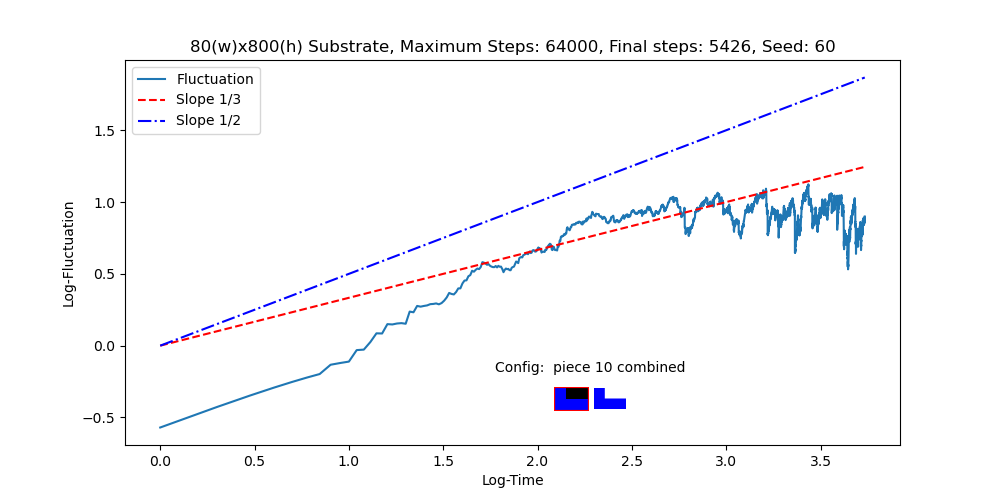 80(w)x800(h) Substrate, Maximum Steps: 64000, Final steps: 5426, Seed: 60
Fluctuation
Slope 1/3
Slope 1/2
Log-Fluctuation
1.5
1.0
0.5
0.0
−0.5
Config:  piece 10 combined
0.0 0.5 1.0 1.5 2.0 2.5 3.0 3.5
Log-Time